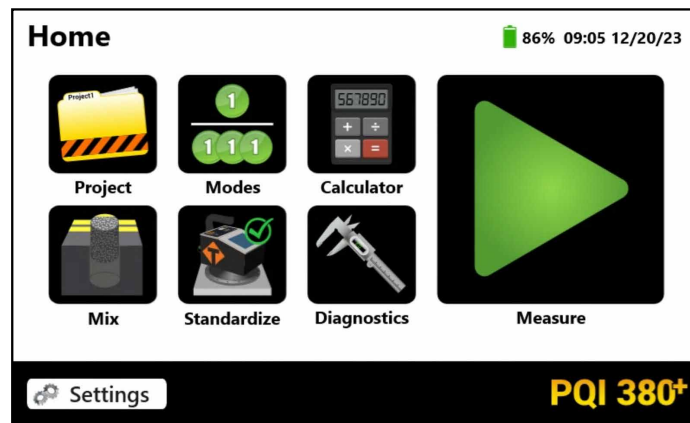 Home
86% 09:05 12/20/23
Project1
1
1 1 1
567890
+ ÷
× =
Project
Modes
Calculator
Mix
Standardize
Diagnostics
Measure
Settings
PQI 380+